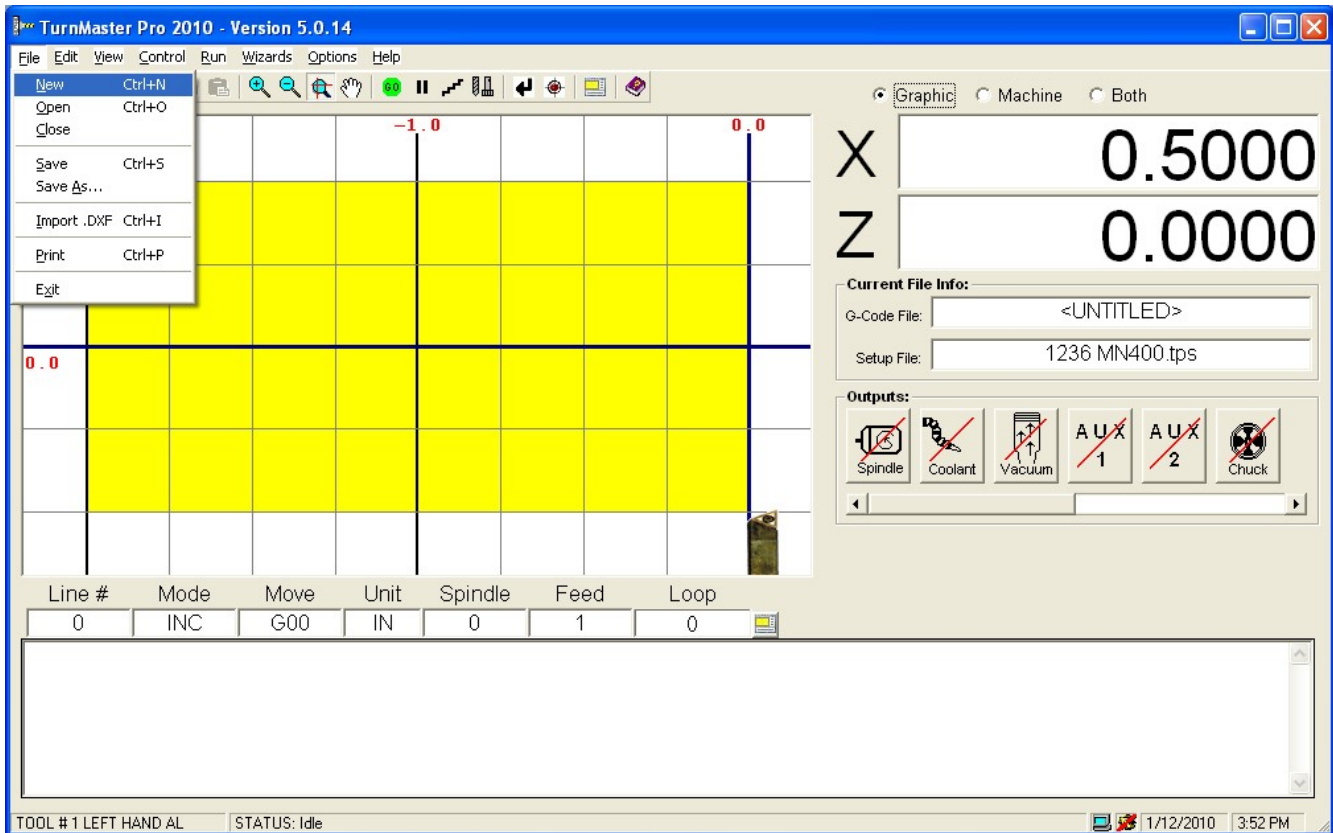 TurnMaster Pro 2010 - Version 5.0.14
File Edit View Control Run Wizards Options Help
New Ctrl+N
Open Ctrl+O
Close
Save Ctrl+S
Save As...
Import .DXF Ctrl+I
Print Ctrl+P
Exit
GO
Graphic Machine Both
-1.0 0.0
0.0
X 0.5000
Z 0.0000
Current File Info:
G-Code File: <UNTITLED>
Setup File: 1236 MN400.tps
Outputs:
Spindle
Coolant
Vacuum
AUX 1
AUX 2
Chuck
Line # Mode Move Unit Spindle Feed Loop
0 INC G00 IN 0 1 0
TOOL # 1 LEFT HAND AL STATUS: Idle 1/12/2010 3:52 PM